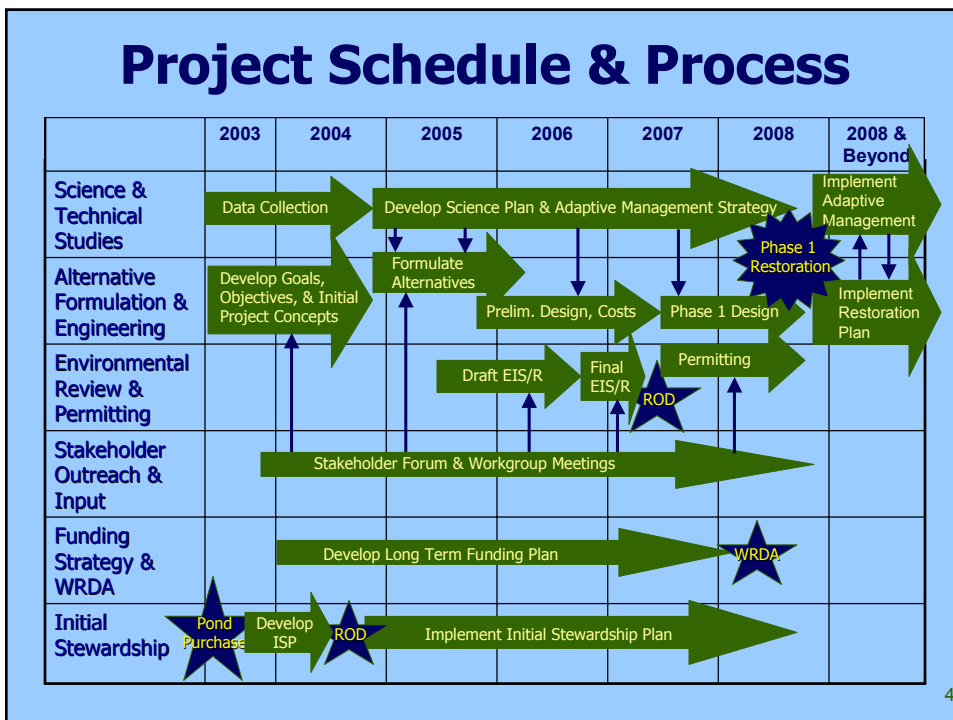 Project Schedule & Process
2003 2004 2005 2006 2007 2008 2008 &
Beyond
Science &
Technical
Studies
Data Collection
Develop Science Plan & Adaptive Management Strategy
Implement
Adaptive
Management
Phase 1
Restoration
Alternative
Formulation &
Engineering
Develop Goals,
Objectives, & Initial
Project Concepts
Formulate
Alternatives
Prelim. Design, Costs
Phase 1 Design
Implement
Restoration
Plan
Environmental
Review &
Permitting
Draft EIS/R
Final
EIS/R
ROD
Permitting
Stakeholder
Outreach &
Input
Stakeholder Forum & Workgroup Meetings
Funding
Strategy &
WRDA
Develop Long Term Funding Plan
WRDA
Initial
Stewardship
Pond
Purchase
Develop
ISP
ROD
Implement Initial Stewardship Plan
4